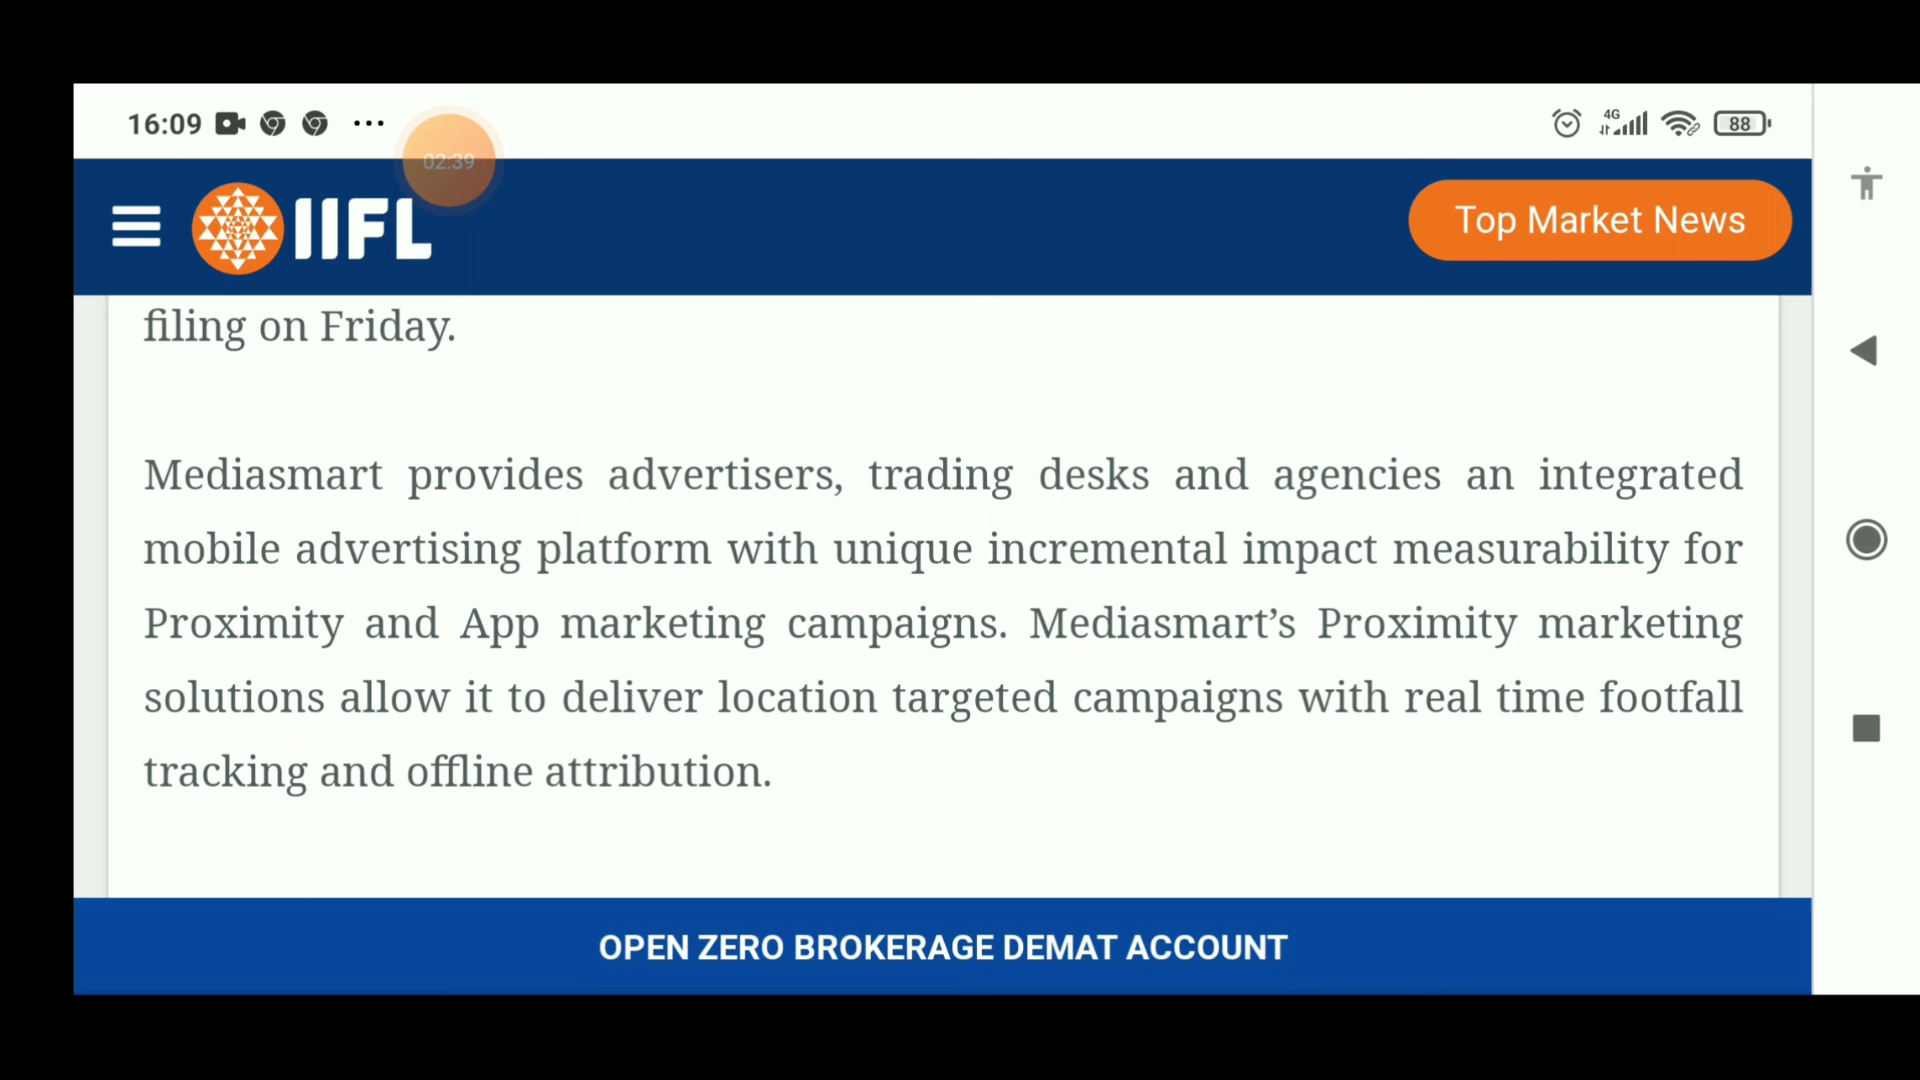 16:09
4G
88
02:39
IIFL
Top Market News
filing on Friday.
Mediasmart provides advertisers, trading desks and agencies an integrated
mobile advertising platform with unique incremental impact measurability for
Proximity and App marketing campaigns. Mediasmart’s Proximity marketing
solutions allow it to deliver location targeted campaigns with real time footfall
tracking and offline attribution.
OPEN ZERO BROKERAGE DEMAT ACCOUNT